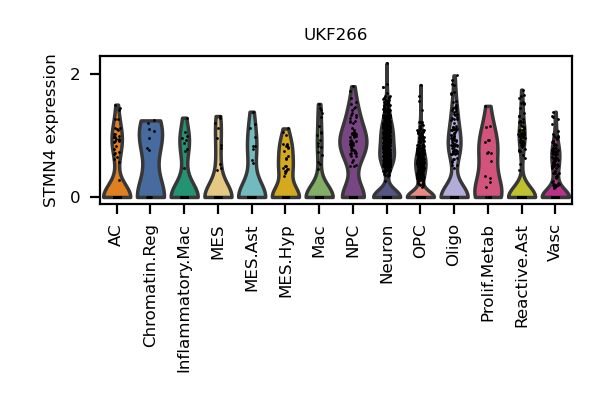 UKF266
STMN4 expression
2
0
AC
Chromatin.Reg
Inflammatory.Mac
MES
MES.Ast
MES.Hyp
Mac
NPC
Neuron
OPC
Oligo
Prolif.Metab
Reactive.Ast
Vasc